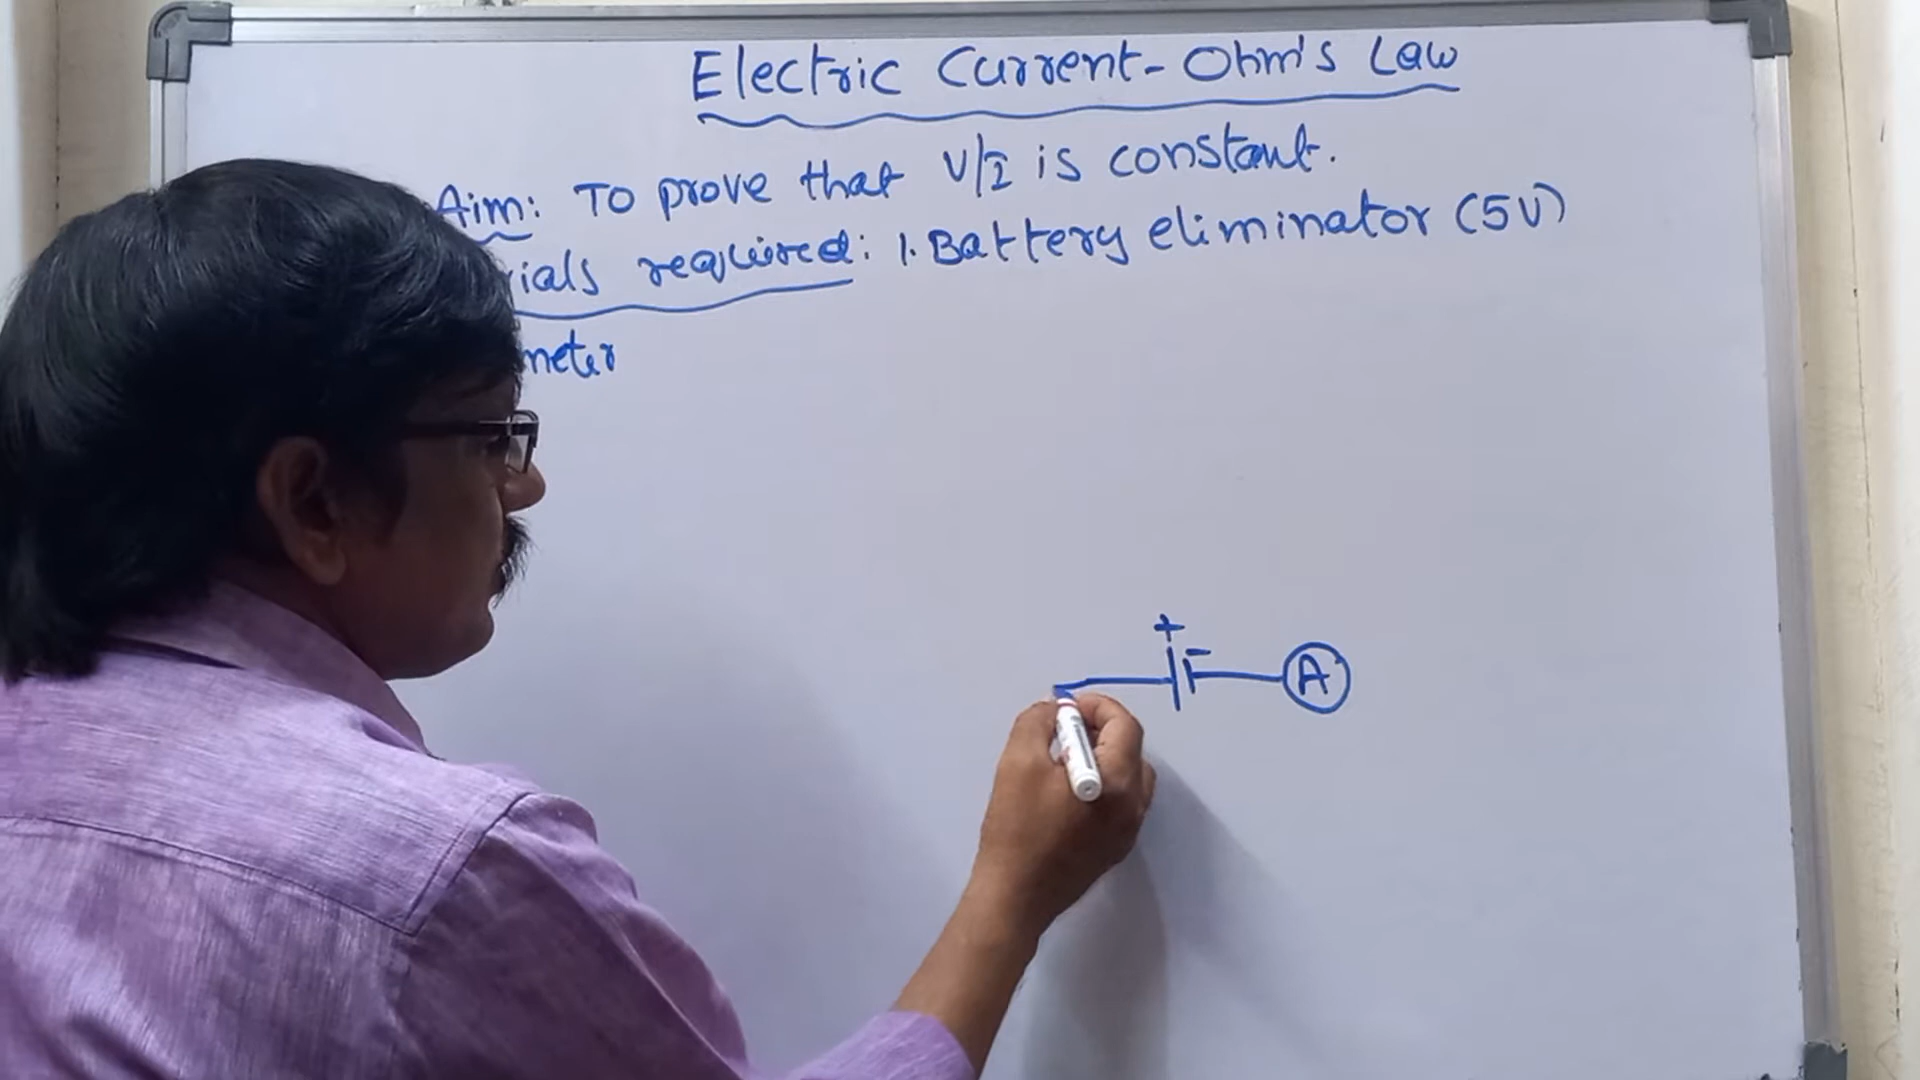 Electric Current - Ohm's Law
Aim: To prove that V/I is constant.
rials required: 1. Battery eliminator (5V)
meter
+ -
A